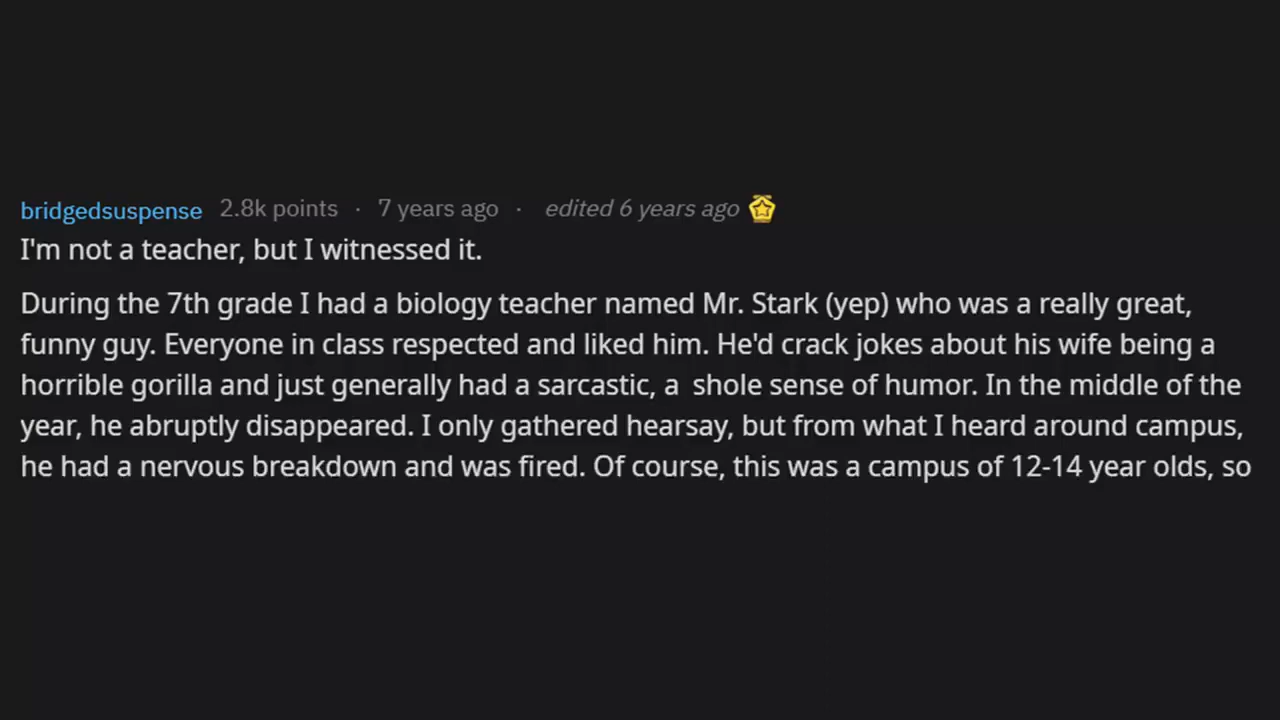 bridgedsuspense 2.8k points · 7 years ago · edited 6 years ago
I'm not a teacher, but I witnessed it.
During the 7th grade I had a biology teacher named Mr. Stark (yep) who was a really great,
funny guy. Everyone in class respected and liked him. He'd crack jokes about his wife being a
horrible gorilla and just generally had a sarcastic, a  shole sense of humor. In the middle of the
year, he abruptly disappeared. I only gathered hearsay, but from what I heard around campus,
he had a nervous breakdown and was fired. Of course, this was a campus of 12-14 year olds, so